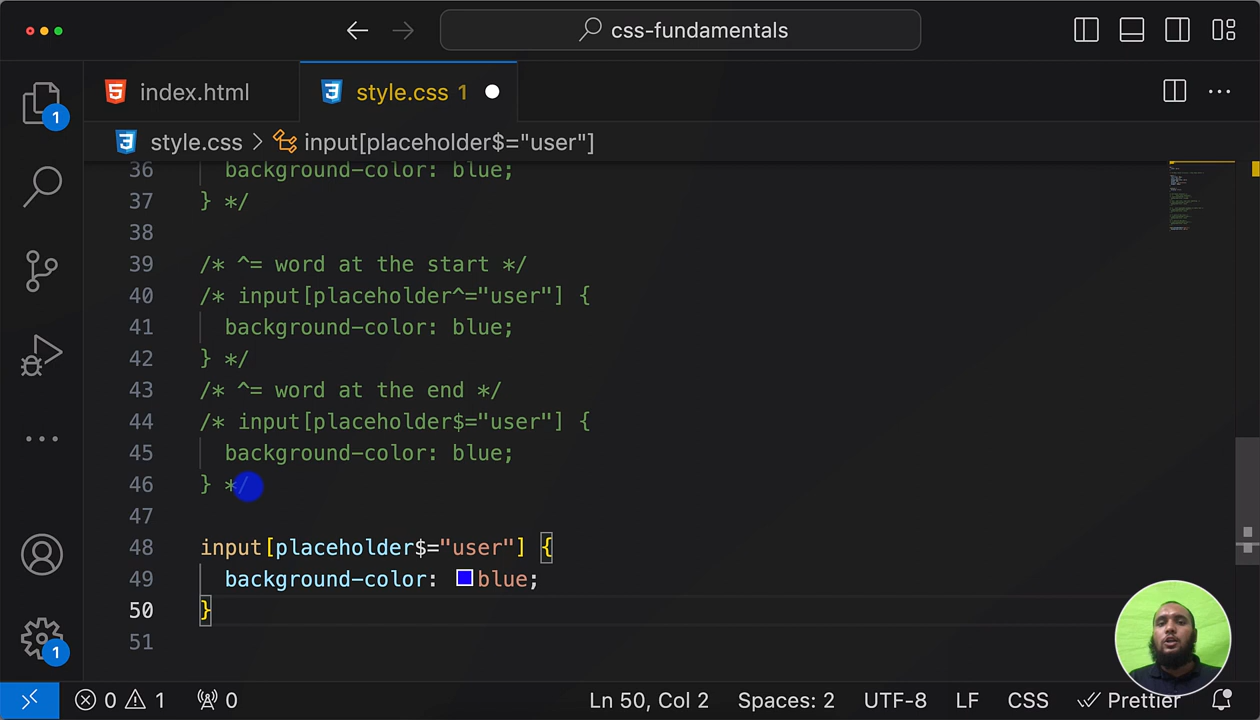 css-fundamentals
index.html
style.css 1
style.css > input[placeholder$="user"]
1
36 background-color: blue;
37 } */
38
39 /* ^= word at the start */
40 /* input[placeholder^="user"] {
41 background-color: blue;
42 } */
43 /* ^= word at the end */
44 /* input[placeholder$="user"] {
45 background-color: blue;
46 } */
47
48 input[placeholder$="user"] {
49 background-color: blue;
50 }
51
1
0 1 0 Ln 50, Col 2 Spaces: 2 UTF-8 LF CSS Prettier